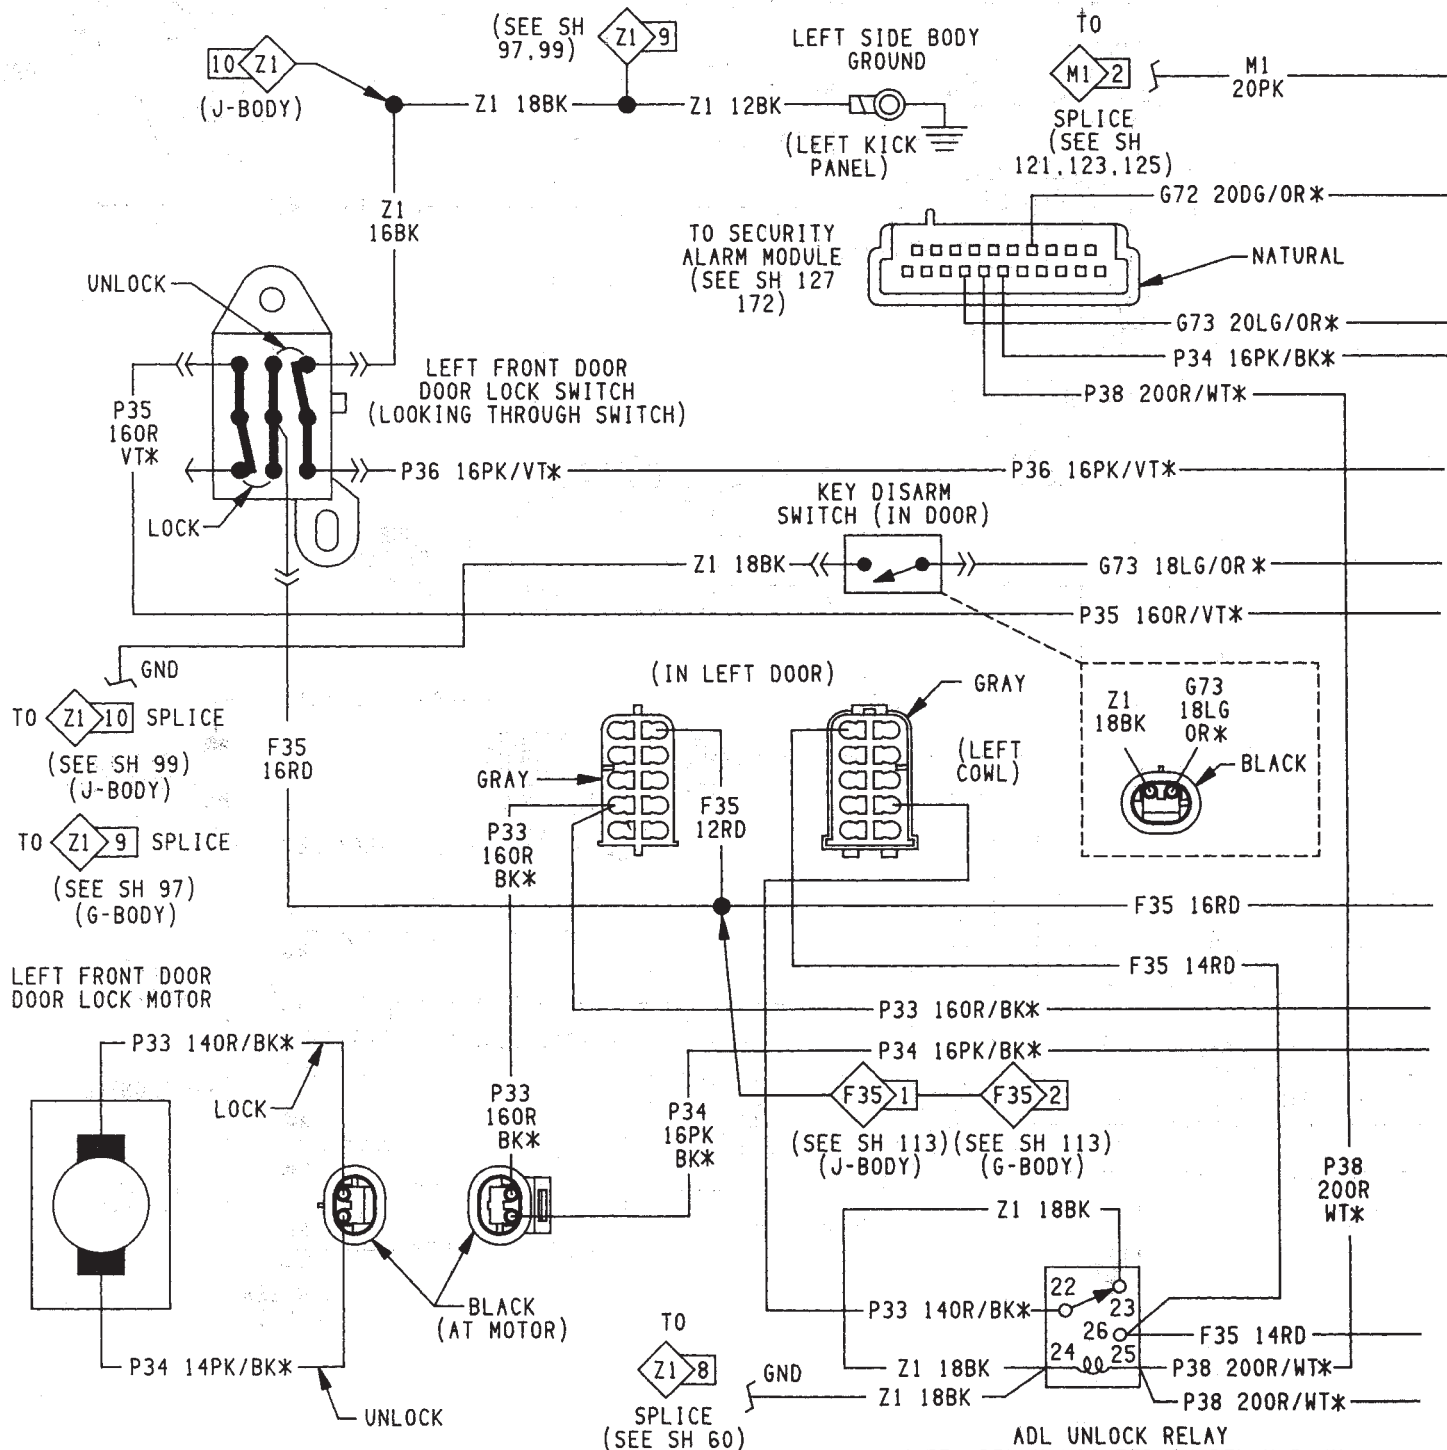 10 Z1
(J-BODY)
(SEE SH
97,99)
Z1 9
Z1 18BK
Z1 12BK
LEFT SIDE BODY
GROUND
(LEFT KICK
PANEL)
TO
M1 2
SPLICE
(SEE SH
121,123,125)
M1
20PK
G72 20DG/OR*
Z1
16BK
TO SECURITY
ALARM MODULE
(SEE SH 127
172)
NATURAL
G73 20LG/OR*
P34 16PK/BK*
P38 20OR/WT*
UNLOCK
LEFT FRONT DOOR
DOOR LOCK SWITCH
(LOOKING THROUGH SWITCH)
P35
16OR
VT*
P36 16PK/VT*
P36 16PK/VT*
LOCK
KEY DISARM
SWITCH (IN DOOR)
Z1 18BK
G73 18LG/OR*
P35 16OR/VT*
GND
TO Z1 10 SPLICE
(SEE SH 99)
(J-BODY)
TO Z1 9 SPLICE
(SEE SH 97)
(G-BODY)
F35
16RD
(IN LEFT DOOR)
GRAY
GRAY
(LEFT
COWL)
P33
16OR
BK*
F35
12RD
Z1
18BK
G73
18LG
OR*
BLACK
F35 16RD
F35 14RD
P33 16OR/BK*
P34 16PK/BK*
LEFT FRONT DOOR
DOOR LOCK MOTOR
P33 14OR/BK*
LOCK
P33
16OR
BK*
P34
16PK
BK*
F35 1
F35 2
(SEE SH 113)
(J-BODY)
(SEE SH 113)
(G-BODY)
P38
20OR
WT*
Z1 18BK
BLACK
(AT MOTOR)
P34 14PK/BK*
UNLOCK
TO
Z1 8
SPLICE
(SEE SH 60)
GND
P33 14OR/BK*
22
23
26
24
25
F35 14RD
Z1 18BK
P38 20OR/WT*
Z1 18BK
P38 20OR/WT*
ADL UNLOCK RELAY